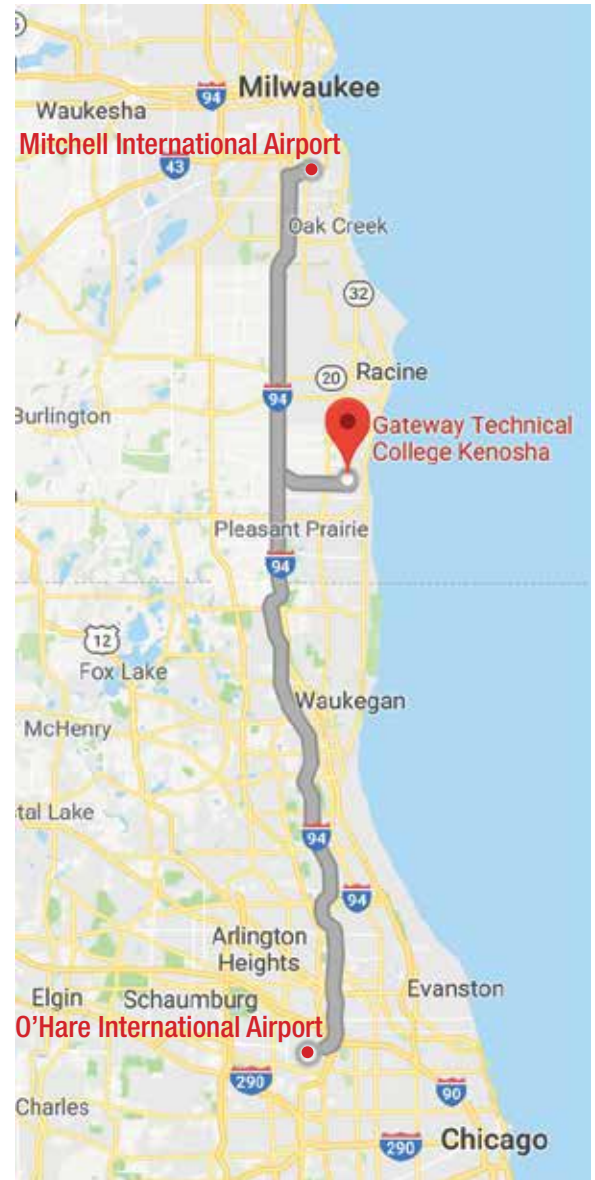 94
Milwaukee
Waukesha
Mitchell International Airport
43
Oak Creek
32
20
Racine
94
Burlington
Gateway Technical
College Kenosha
Pleasant Prairie
94
12
Fox Lake
Waukegan
McHenry
tal Lake
94
94
Arlington
Heights
Evanston
Elgin
Schaumburg
O'Hare International Airport
290
90
Charles
290
Chicago